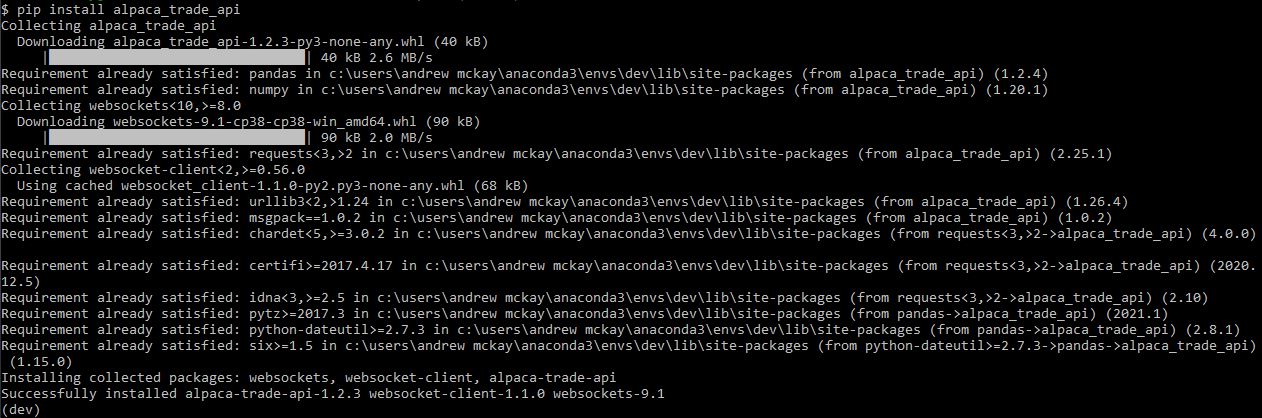 $ pip install alpaca_trade_api
Collecting alpaca_trade_api
  Downloading alpaca_trade_api-1.2.3-py3-none-any.whl (40 kB)
     |████████████████████████████████| 40 kB 2.6 MB/s
Requirement already satisfied: pandas in c:\users\andrew mckay\anaconda3\envs\dev\lib\site-packages (from alpaca_trade_api) (1.2.4)
Requirement already satisfied: numpy in c:\users\andrew mckay\anaconda3\envs\dev\lib\site-packages (from alpaca_trade_api) (1.20.1)
Collecting websockets<10,>=8.0
  Downloading websockets-9.1-cp38-cp38-win_amd64.whl (90 kB)
     |████████████████████████████████| 90 kB 2.0 MB/s
Requirement already satisfied: requests<3,>2 in c:\users\andrew mckay\anaconda3\envs\dev\lib\site-packages (from alpaca_trade_api) (2.25.1)
Collecting websocket-client<2,>=0.56.0
  Using cached websocket_client-1.1.0-py2.py3-none-any.whl (68 kB)
Requirement already satisfied: urllib3<2,>1.24 in c:\users\andrew mckay\anaconda3\envs\dev\lib\site-packages (from alpaca_trade_api) (1.26.4)
Requirement already satisfied: msgpack==1.0.2 in c:\users\andrew mckay\anaconda3\envs\dev\lib\site-packages (from alpaca_trade_api) (1.0.2)
Requirement already satisfied: chardet<5,>=3.0.2 in c:\users\andrew mckay\anaconda3\envs\dev\lib\site-packages (from requests<3,>2->alpaca_trade_api) (4.0.0)
Requirement already satisfied: certifi>=2017.4.17 in c:\users\andrew mckay\anaconda3\envs\dev\lib\site-packages (from requests<3,>2->alpaca_trade_api) (2020.
12.5)
Requirement already satisfied: idna<3,>=2.5 in c:\users\andrew mckay\anaconda3\envs\dev\lib\site-packages (from requests<3,>2->alpaca_trade_api) (2.10)
Requirement already satisfied: pytz>=2017.3 in c:\users\andrew mckay\anaconda3\envs\dev\lib\site-packages (from pandas->alpaca_trade_api) (2021.1)
Requirement already satisfied: python-dateutil>=2.7.3 in c:\users\andrew mckay\anaconda3\envs\dev\lib\site-packages (from pandas->alpaca_trade_api) (2.8.1)
Requirement already satisfied: six>=1.5 in c:\users\andrew mckay\anaconda3\envs\dev\lib\site-packages (from python-dateutil>=2.7.3->pandas->alpaca_trade_api)
 (1.15.0)
Installing collected packages: websockets, websocket-client, alpaca-trade-api
Successfully installed alpaca-trade-api-1.2.3 websocket-client-1.1.0 websockets-9.1
(dev)